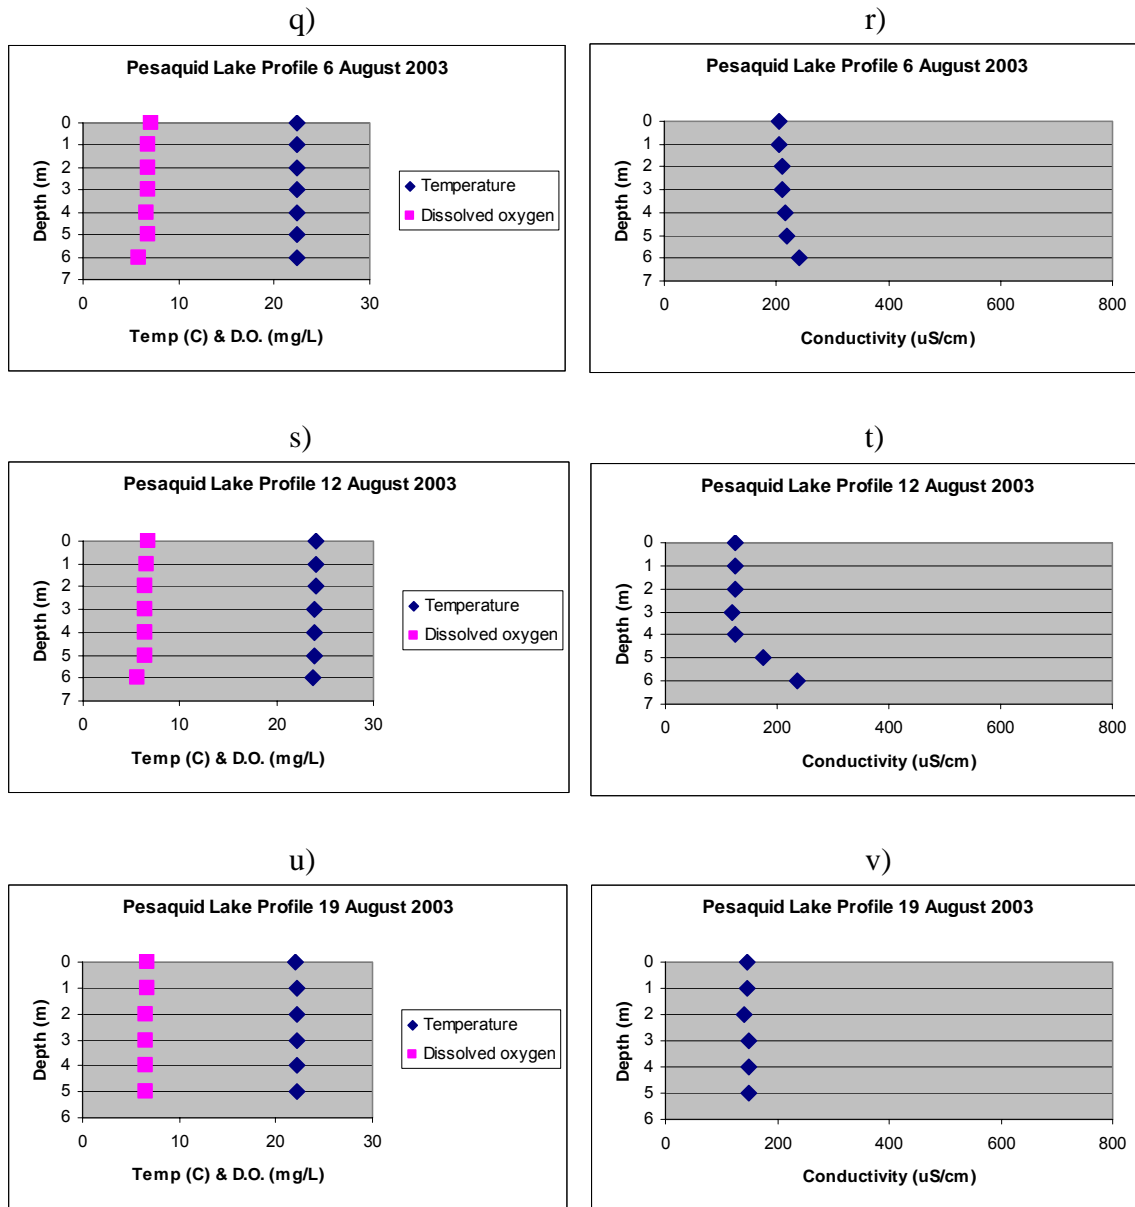 q)
Pesaquid Lake Profile 6 August 2003
0
1
2
3
4
5
6
7
Depth (m)
0 10 20 30
Temp (C) & D.O. (mg/L)
Temperature
Dissolved oxygen
r)
Pesaquid Lake Profile 6 August 2003
0
1
2
3
4
5
6
7
Depth (m)
0 200 400 600 800
Conductivity (uS/cm)
s)
Pesaquid Lake Profile 12 August 2003
0
1
2
3
4
5
6
7
Depth (m)
0 10 20 30
Temp (C) & D.O. (mg/L)
Temperature
Dissolved oxygen
t)
Pesaquid Lake Profile 12 August 2003
0
1
2
3
4
5
6
7
Depth (m)
0 200 400 600 800
Conductivity (uS/cm)
u)
Pesaquid Lake Profile 19 August 2003
0
1
2
3
4
5
6
Depth (m)
0 10 20 30
Temp (C) & D.O. (mg/L)
Temperature
Dissolved oxygen
v)
Pesaquid Lake Profile 19 August 2003
0
1
2
3
4
5
6
Depth (m)
0 200 400 600 800
Conductivity (uS/cm)